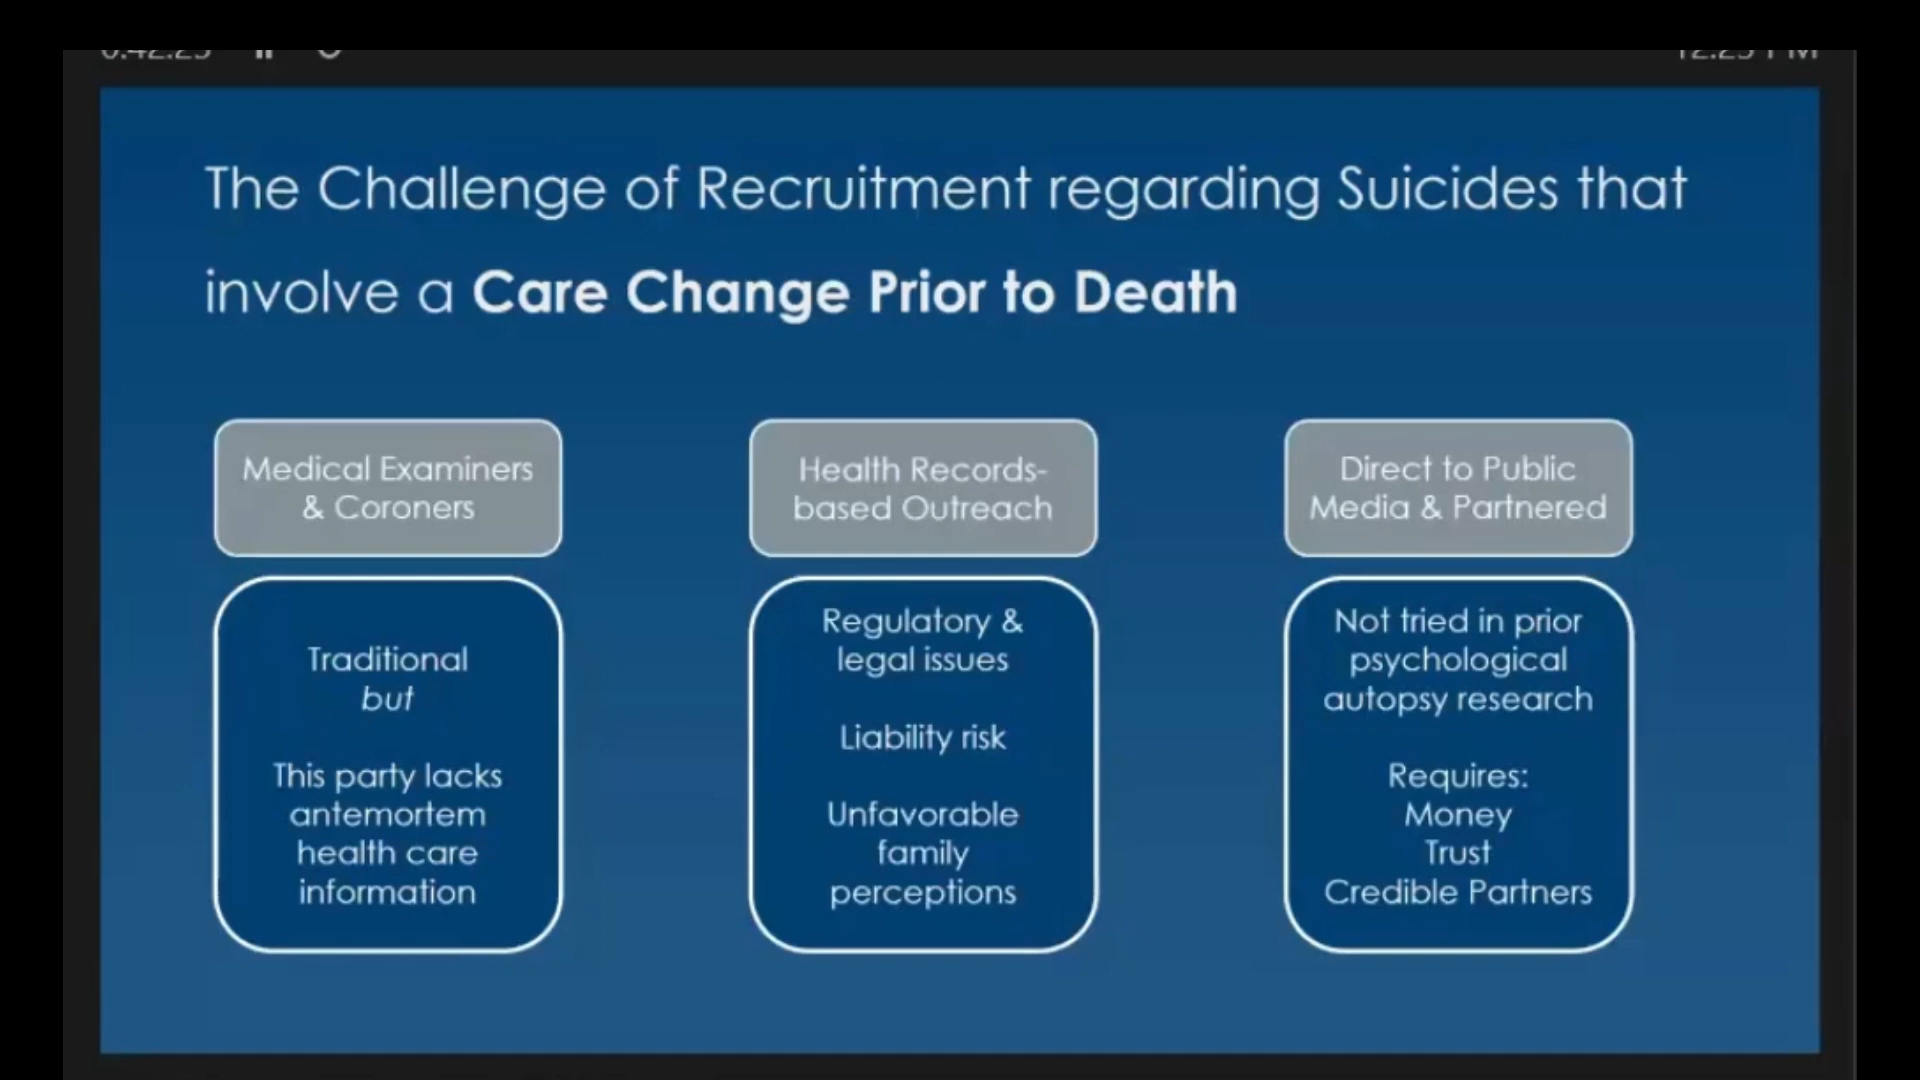 The Challenge of Recruitment regarding Suicides that
involve a Care Change Prior to Death
Medical Examiners
& Coroners
Traditional
but
This party lacks
antemortem
health care
information
Health Records-
based Outreach
Regulatory &
legal issues
Liability risk
Unfavorable
family
perceptions
Direct to Public
Media & Partnered
Not tried in prior
psychological
autopsy research
Requires:
Money
Trust
Credible Partners